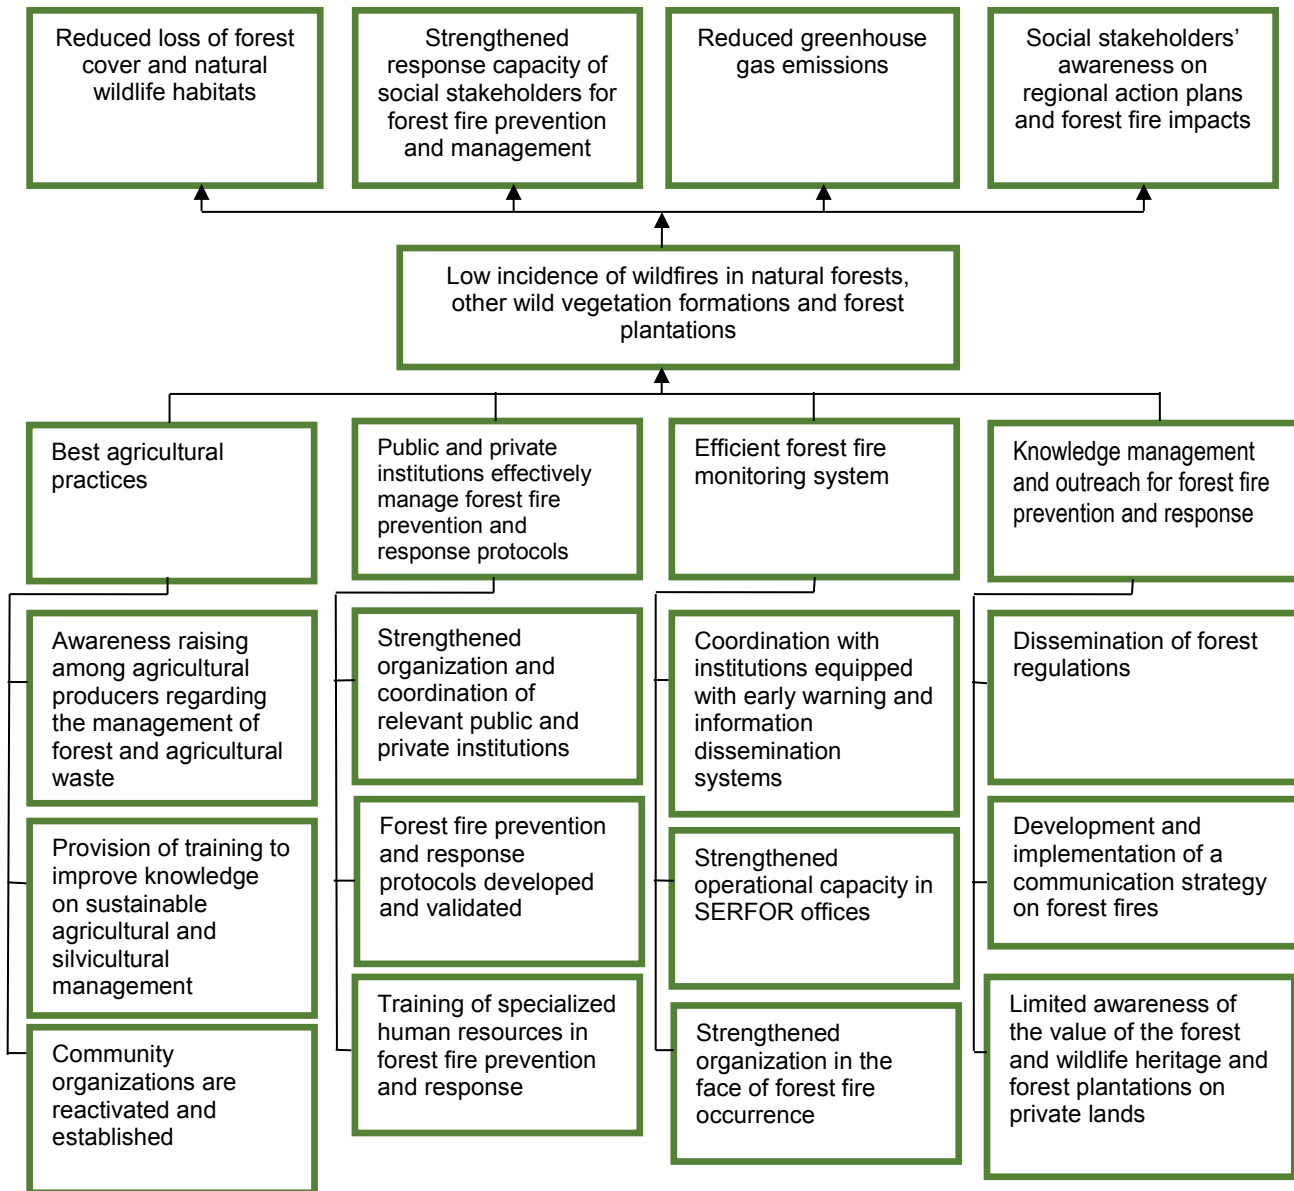 Reduced loss of forest
cover and natural
wildlife habitats
Strengthened
response capacity of
social stakeholders for
forest fire prevention
and management
Reduced greenhouse
gas emissions
Social stakeholders’
awareness on
regional action plans
and forest fire impacts
Low incidence of wildfires in natural forests,
other wild vegetation formations and forest
plantations
Best agricultural
practices
Public and private
institutions effectively
manage forest fire
prevention and
response protocols
Efficient forest fire
monitoring system
Knowledge management
and outreach for forest fire
prevention and response
Awareness raising
among agricultural
producers regarding
the management of
forest and agricultural
waste
Strengthened
organization and
coordination of
relevant public and
private institutions
Coordination with
institutions equipped
with early warning and
information
dissemination
systems
Dissemination of forest
regulations
Provision of training to
improve knowledge
on sustainable
agricultural and
silvicultural
management
Forest fire prevention
and response
protocols developed
and validated
Strengthened
operational capacity in
SERFOR offices
Development and
implementation of a
communication strategy
on forest fires
Community
organizations are
reactivated and
established
Training of specialized
human resources in
forest fire prevention
and response
Strengthened
organization in the
face of forest fire
occurrence
Limited awareness of
the value of the forest
and wildlife heritage and
forest plantations on
private lands